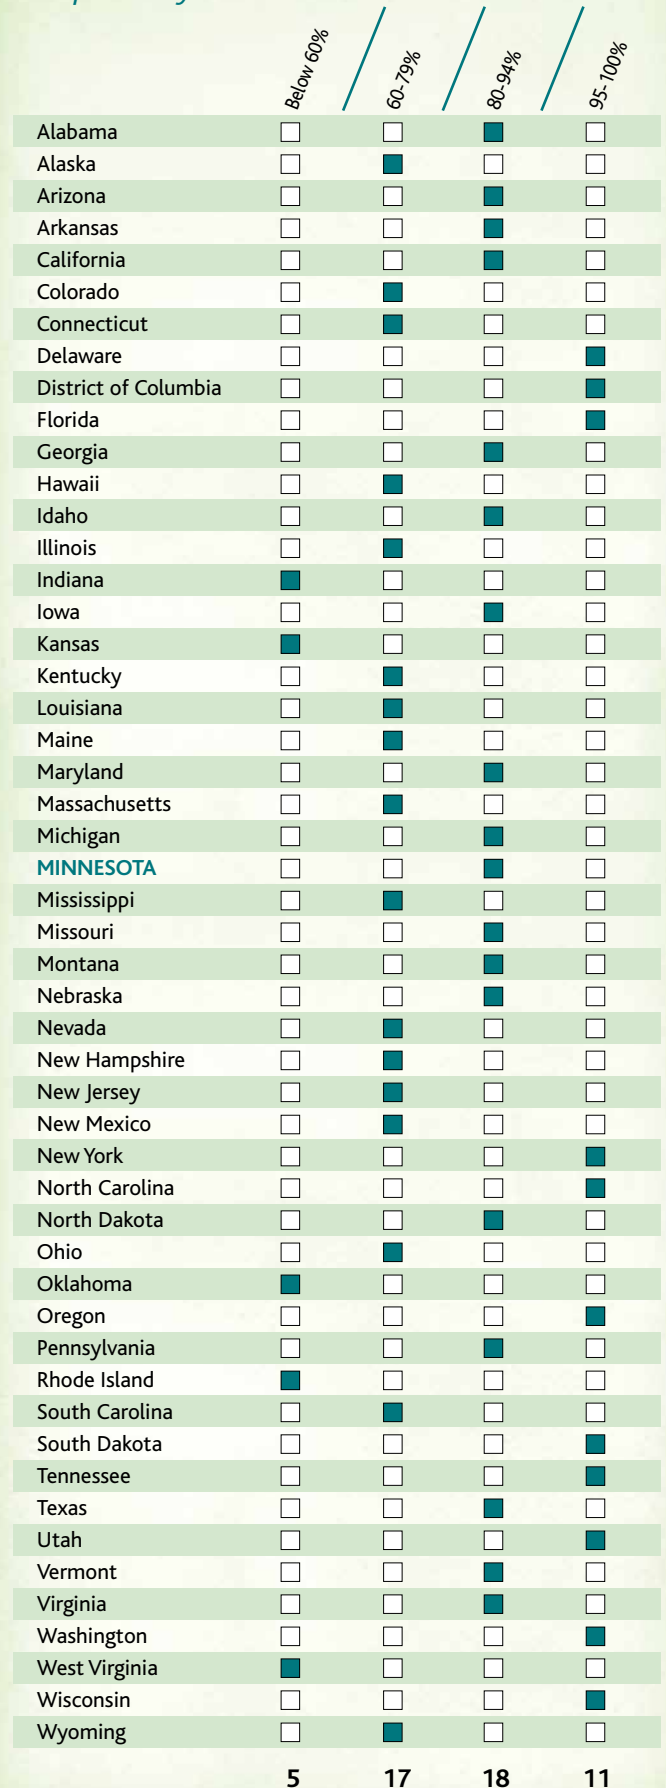 Below 60%
60-79%
80-94%
95-100%
Alabama
Alaska
Arizona
Arkansas
California
Colorado
Connecticut
Delaware
District of Columbia
Florida
Georgia
Hawaii
Idaho
Illinois
Indiana
Iowa
Kansas
Kentucky
Louisiana
Maine
Maryland
Massachusetts
Michigan
MINNESOTA
Mississippi
Missouri
Montana
Nebraska
Nevada
New Hampshire
New Jersey
New Mexico
New York
North Carolina
North Dakota
Ohio
Oklahoma
Oregon
Pennsylvania
Rhode Island
South Carolina
South Dakota
Tennessee
Texas
Utah
Vermont
Virginia
Washington
West Virginia
Wisconsin
Wyoming
5 17 18 11